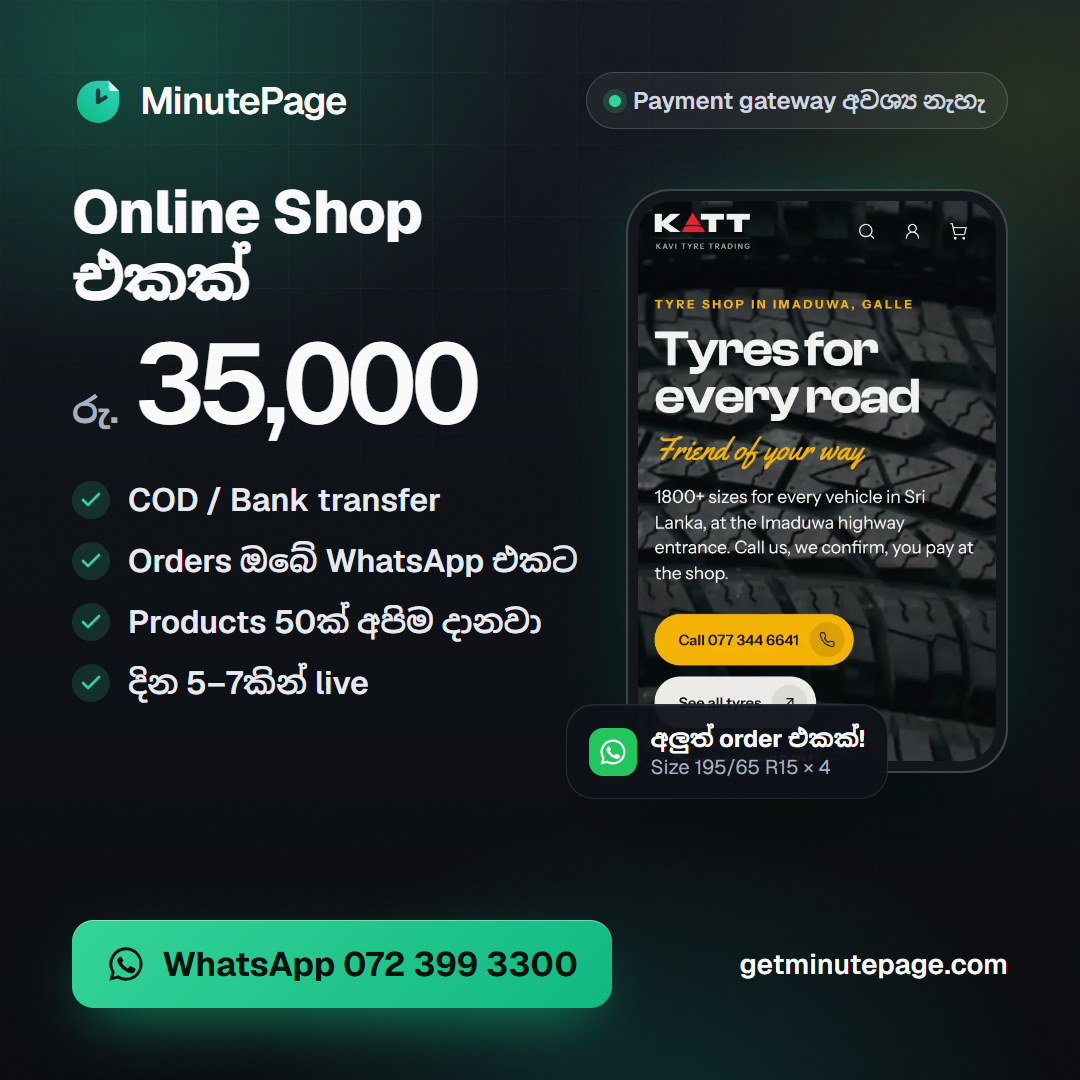 MinutePage
Payment gateway අවශ්‍ය නැහැ
Online Shop
එකක්
රු. 35,000
COD / Bank transfer
Orders ඔබේ WhatsApp එකට
Products 50ක් අපිම දානවා
දින 5–7කින් live
KATT
KAVI TYRE TRADING
TYRE SHOP IN IMADUWA, GALLE
Tyres for
every road
Friend of your way
1800+ sizes for every vehicle in Sri
Lanka, at the Imaduwa highway
entrance. Call us, we confirm, you pay at
the shop.
Call 077 344 6641
See all tyres
අලුත් order එකක්!
Size 195/65 R15 × 4
WhatsApp 072 399 3300
getminutepage.com